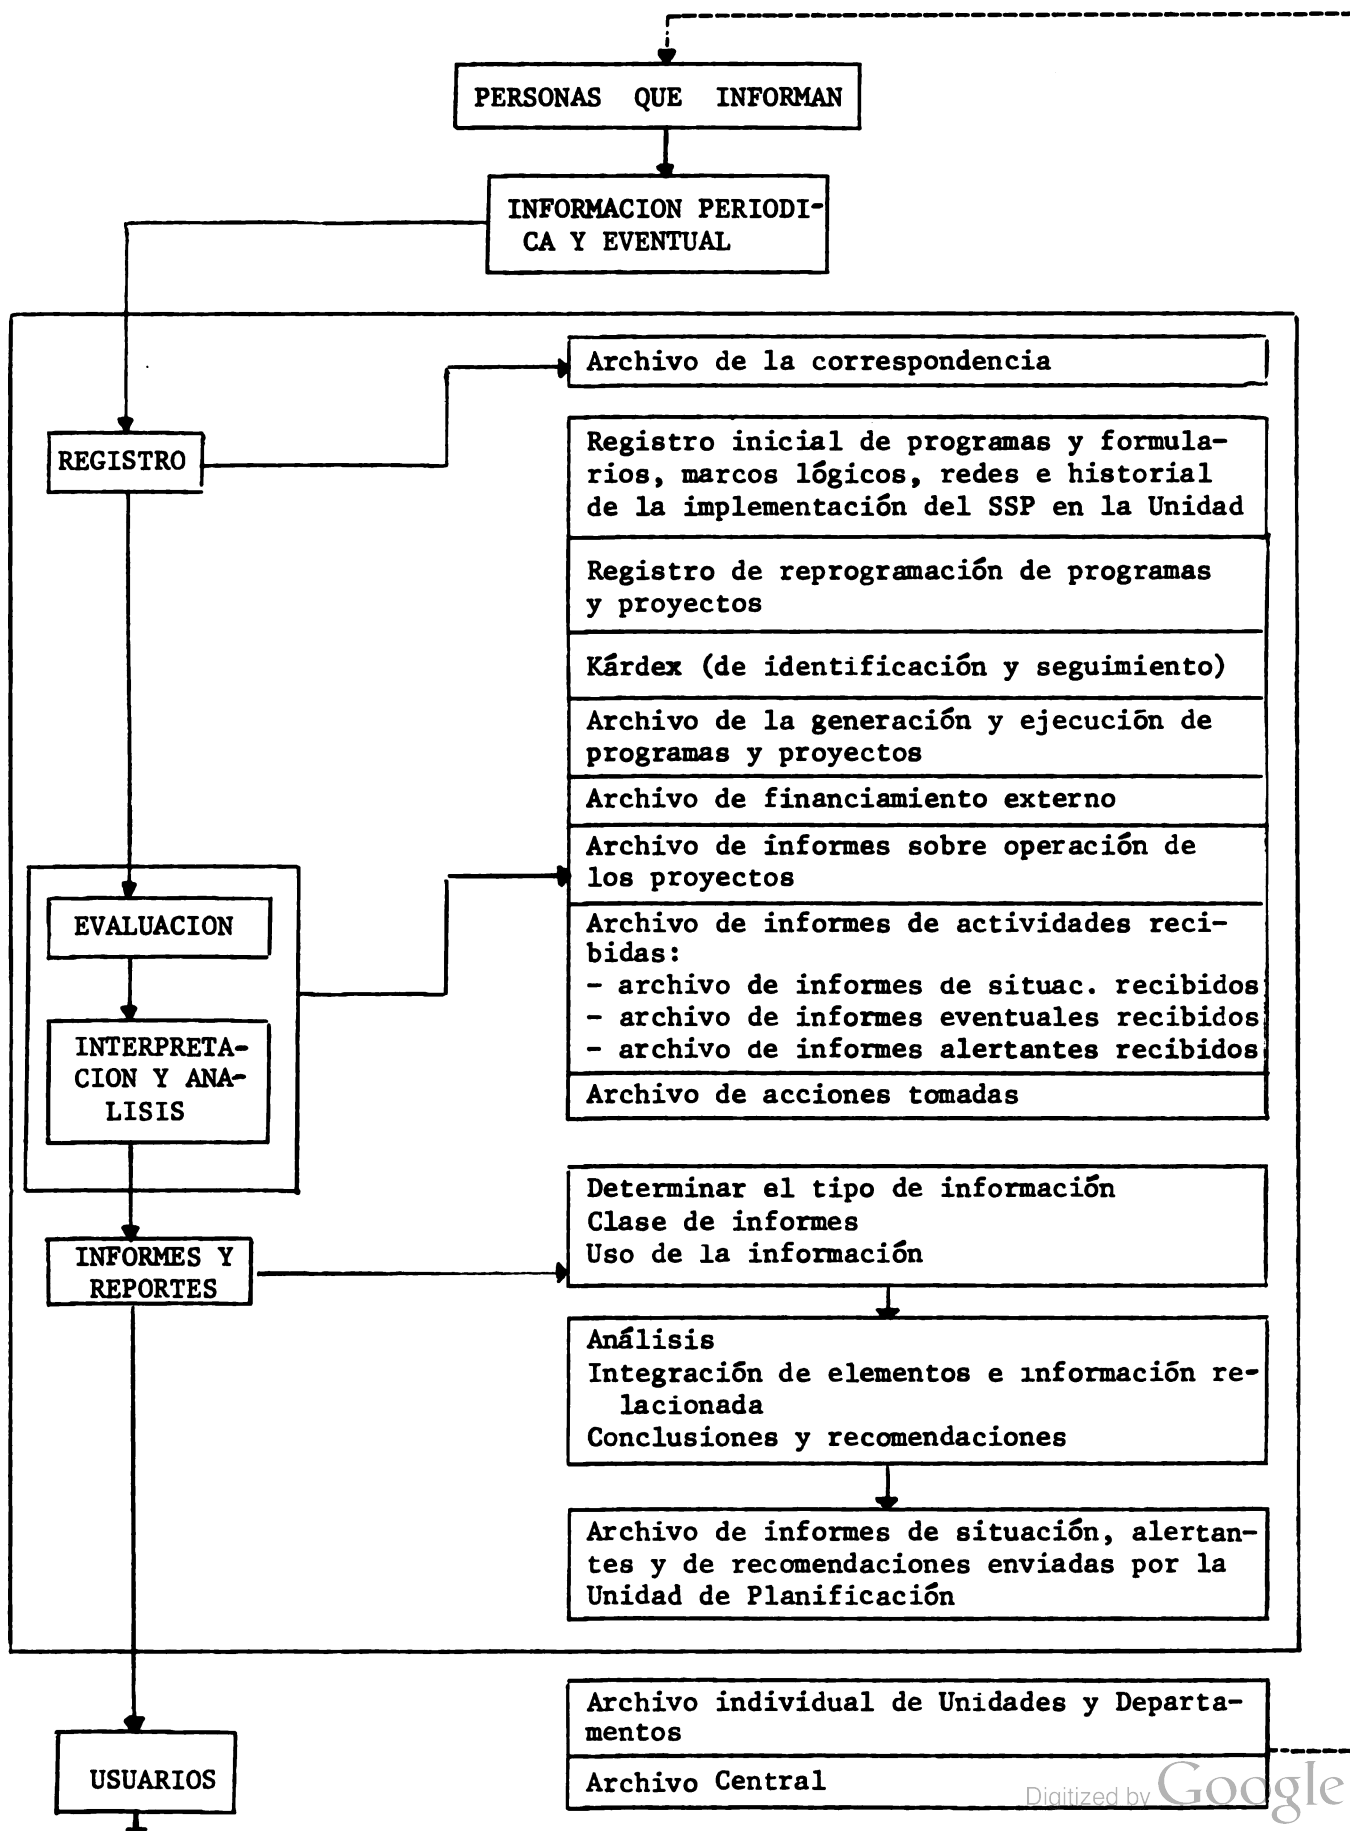 PERSONAS QUE INFORMAN
INFORMACION PERIODI-
CA Y EVENTUAL
Archivo de la correspondencia
REGISTRO
Registro inicial de programas y formula-
rios, marcos lógicos, redes e historial
de la implementación del SSP en la Unidad
Registro de reprogramación de programas
y proyectos
Kárdex (de identificación y seguimiento)
Archivo de la generación y ejecución de
programas y proyectos
Archivo de financiamiento externo
Archivo de informes sobre operación de
los proyectos
EVALUACION
Archivo de informes de actividades reci-
bidas:
- archivo de informes de situac. recibidos
- archivo de informes eventuales recibidos
- archivo de informes alertantes recibidos
INTERPRETA-
CION Y ANA-
LISIS
Archivo de acciones tomadas
Determinar el tipo de información
Clase de informes
Uso de la información
INFORMES Y
REPORTES
Análisis
Integración de elementos e información re-
lacionada
Conclusiones y recomendaciones
Archivo de informes de situación, alertan-
tes y de recomendaciones enviadas por la
Unidad de Planificación
Archivo individual de Unidades y Departa-
mentos
USUARIOS
Archivo Central
Digitized by Google